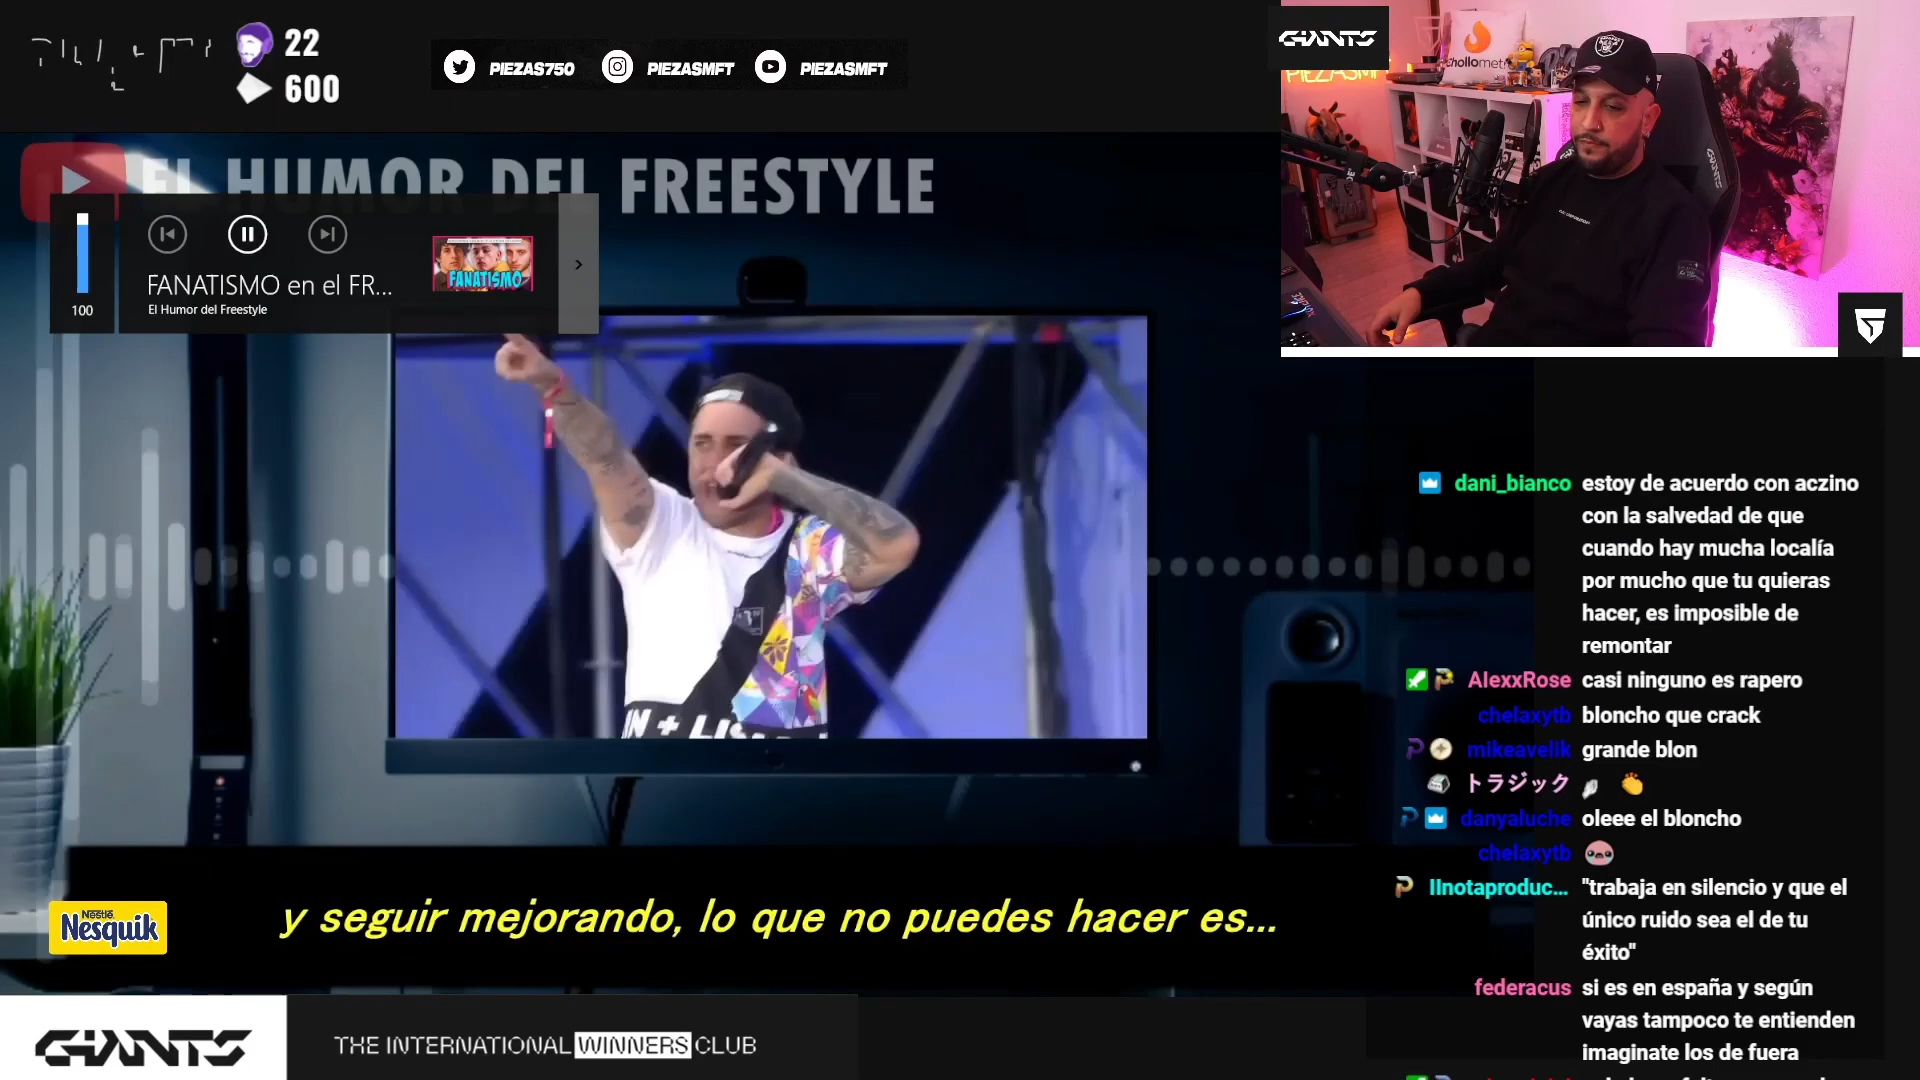 22
600
PIEZAS750
PIEZASMFT
PIEZASMFT
GIANTS
chollometro
PIEZASMF
EL HUMOR DEL FREESTYLE
100
FANATISMO en el FR...
El Humor del Freestyle
FANATISMO
GIANTS
dani_bianco estoy de acuerdo con aczino
con la salvedad de que
cuando hay mucha localía
por mucho que tu quieras
hacer, es imposible de
remontar
AlexxRose casi ninguno es rapero
chelaxytb bloncho que crack
mikeavelik grande blon
トラジック
danyaluche oleee el bloncho
chelaxytb
IInotaproduc... "trabaja en silencio y que el
único ruido sea el de tu
éxito"
federacus si es en españa y según
vayas tampoco te entienden
imaginate los de fuera
Nestlé
Nesquik
y seguir mejorando, lo que no puedes hacer es...
GIANTS
THE INTERNATIONAL WINNERS CLUB